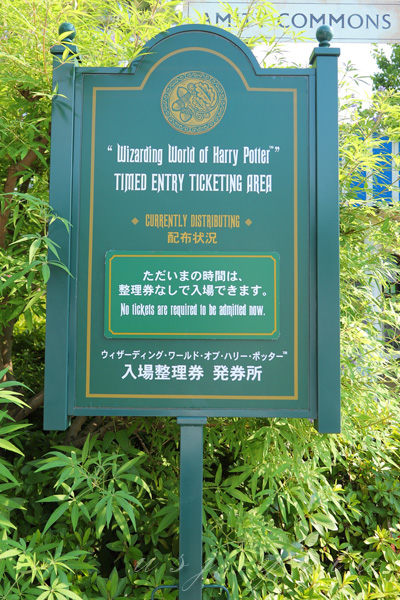 COMMONS
“Wizarding World of Harry Potter™”
TIMED ENTRY TICKETING AREA
CURRENTLY DISTRIBUTING
配布状況
ただいまの時間は、
整理券なしで入場できます。
No tickets are required to be admitted now.
ウィザーディング・ワールド・オブ・ハリー・ポッター™
入場整理券 発券所